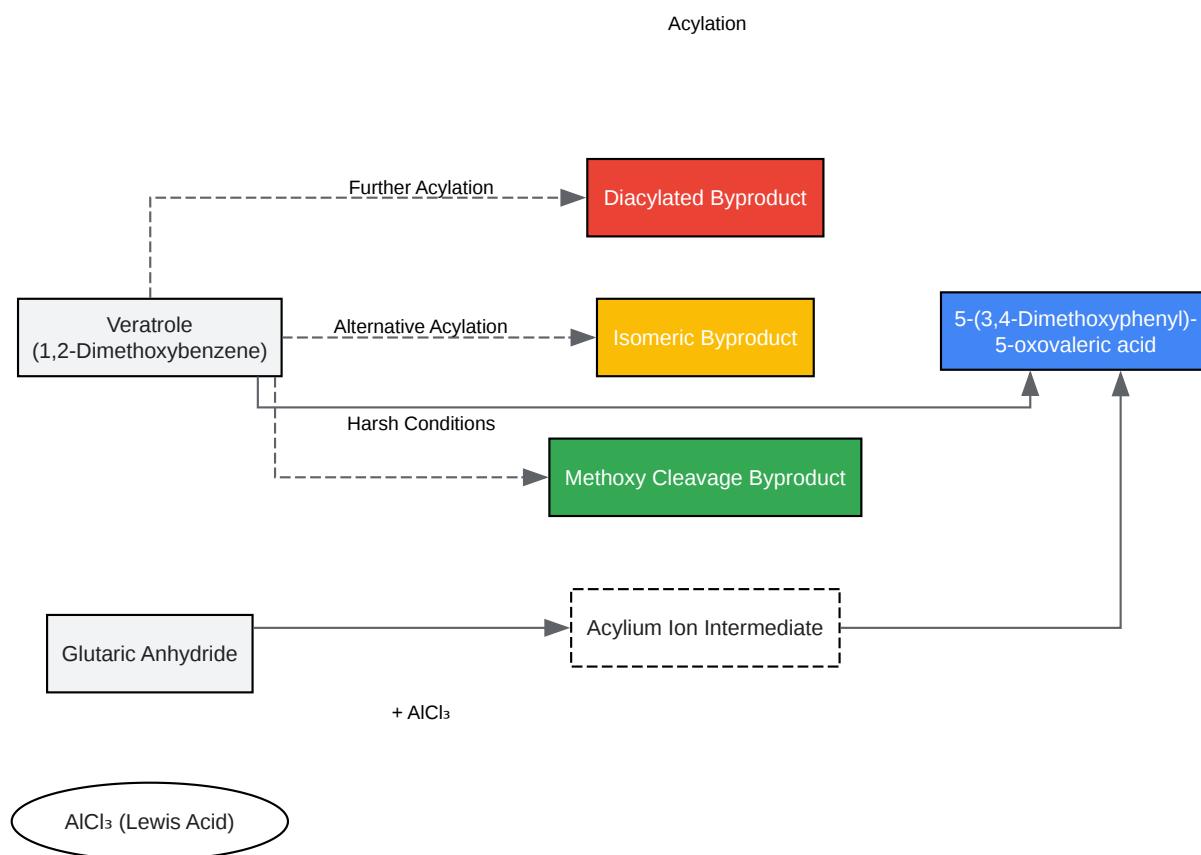 Acylation
Further Acylation
Diacylated Byproduct
Veratrole
(1,2-Dimethoxybenzene)
Alternative Acylation
Isomeric Byproduct
5-(3,4-Dimethoxyphenyl)-
5-oxovaleric acid
Harsh Conditions
Methoxy Cleavage Byproduct
Glutaric Anhydride
Acylium Ion Intermediate
+ AlCl₃
AlCl₃ (Lewis Acid)